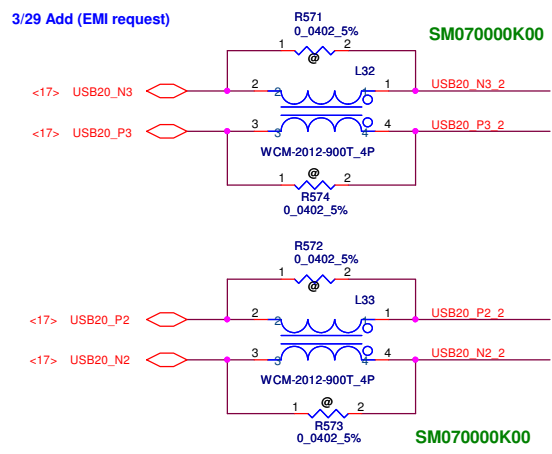 3/29 Add (EMI request)
R571
0_0402_5%
SM070000K00
1 2
@
L32
<17> USB20_N3 2 2 1 1 USB20_N3_2
<17> USB20_P3 3 3 4 4 USB20_P3_2
WCM-2012-900T_4P
@
1 2
R574
0_0402_5%
R572
0_0402_5%
1 2
@
L33
<17> USB20_P2 2 2 1 1 USB20_P2_2
<17> USB20_N2 3 3 4 4 USB20_N2_2
WCM-2012-900T_4P
@
1 2
R573
0_0402_5%
SM070000K00